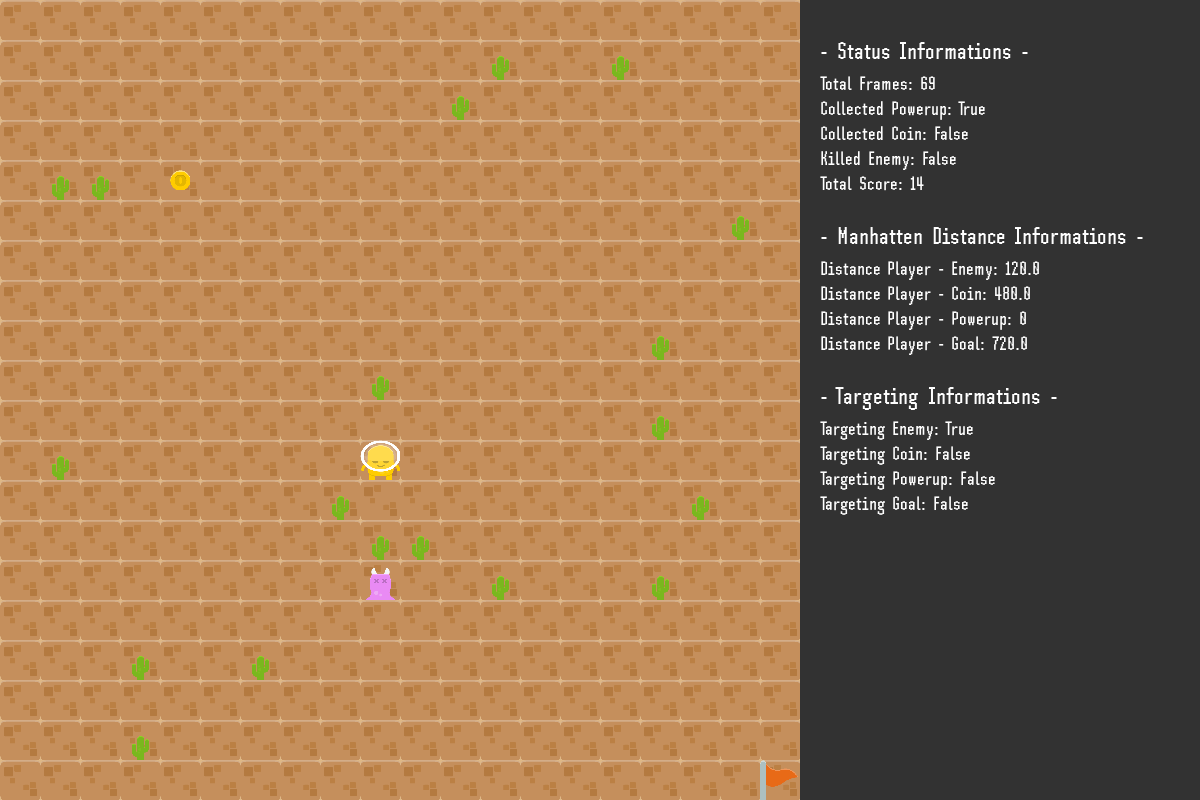 - Status Informations -
Total Frames: 69
Collected Powerup: True
Collected Coin: False
Killed Enemy: False
Total Score: 14
- Manhatten Distance Informations -
Distance Player - Enemy: 120.0
Distance Player - Coin: 480.0
Distance Player - Powerup: 0
Distance Player - Goal: 720.0
- Targeting Informations -
Targeting Enemy: True
Targeting Coin: False
Targeting Powerup: False
Targeting Goal: False